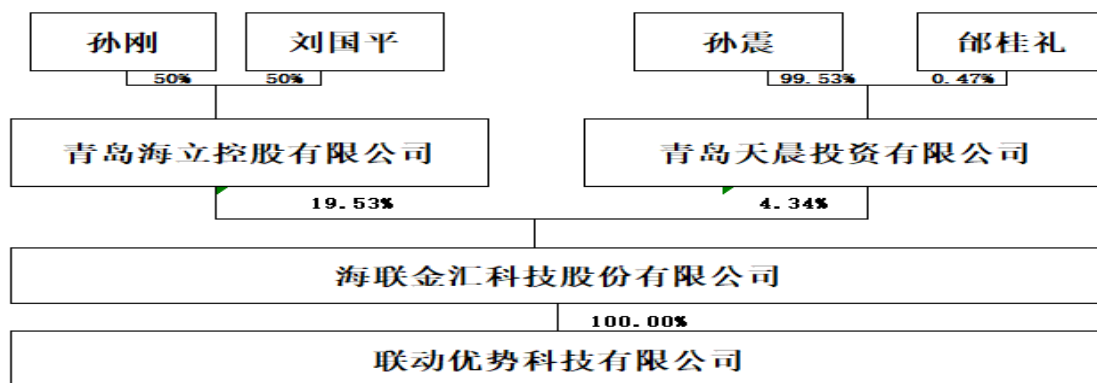 孙刚 刘国平 孙震 邰桂礼
50% 50% 99.53% 0.47%
青岛海立控股有限公司 青岛天晨投资有限公司
19.53% 4.34%
海联金汇科技股份有限公司
100.00%
联动优势科技有限公司